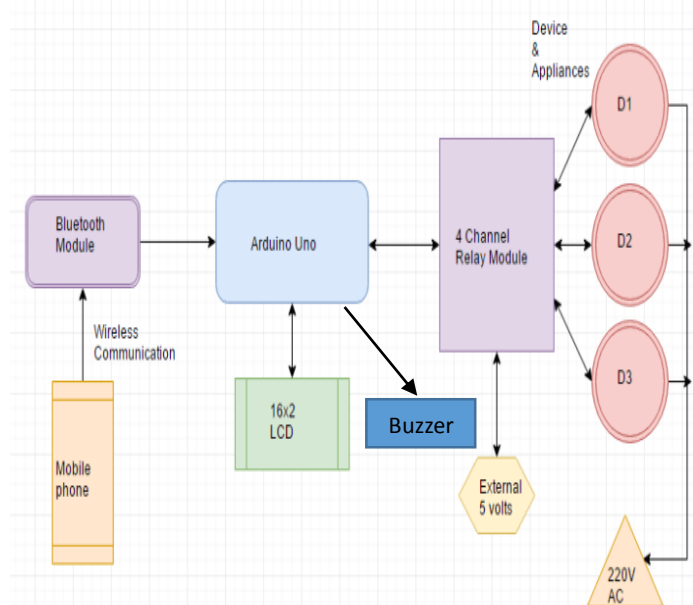 Device
&
Appliances
D1
Bluetooth
Module
Arduino Uno
4 Channel
Relay Module
D2
Wireless
Communication
D3
16x2
LCD
Buzzer
Mobile
phone
External
5 volts
220V
AC